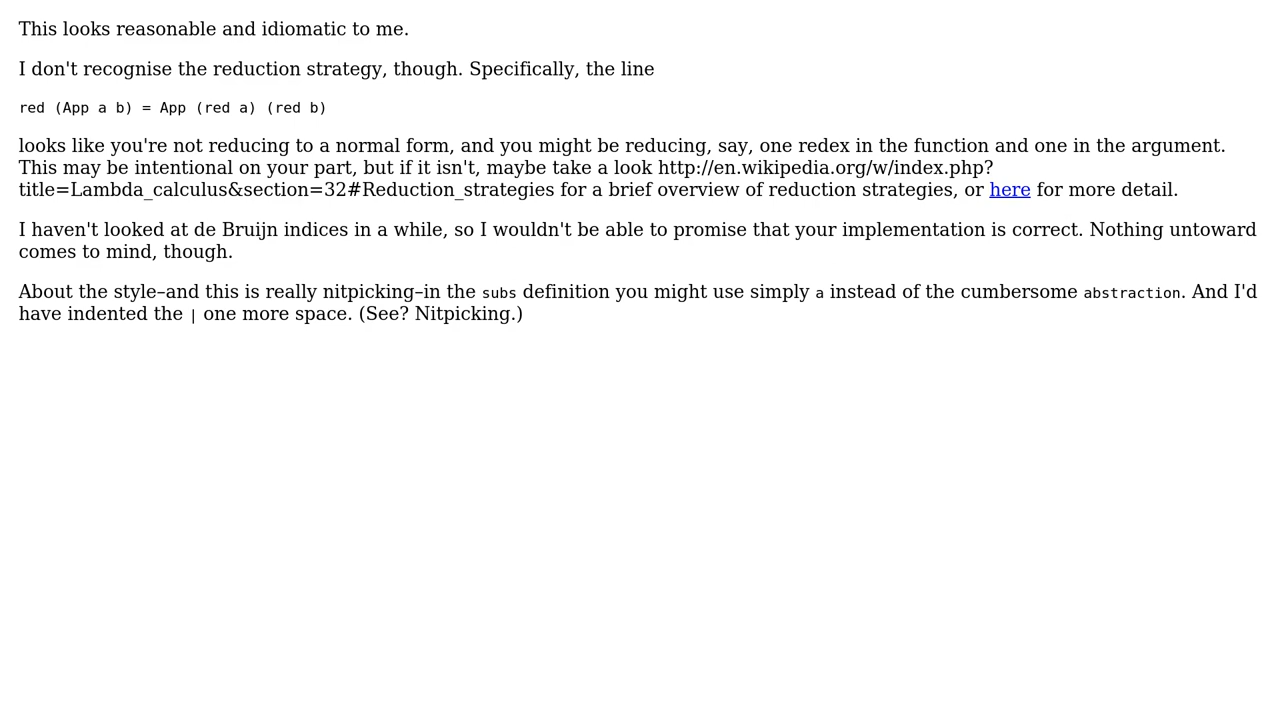 This looks reasonable and idiomatic to me.
I don't recognise the reduction strategy, though. Specifically, the line
red (App a b) = App (red a) (red b)
looks like you're not reducing to a normal form, and you might be reducing, say, one redex in the function and one in the argument.
This may be intentional on your part, but if it isn't, maybe take a look http://en.wikipedia.org/w/index.php?
title=Lambda_calculus&section=32#Reduction_strategies for a brief overview of reduction strategies, or here for more detail.
I haven't looked at de Bruijn indices in a while, so I wouldn't be able to promise that your implementation is correct. Nothing untoward
comes to mind, though.
About the style–and this is really nitpicking–in the subs definition you might use simply a instead of the cumbersome abstraction. And I'd
have indented the | one more space. (See? Nitpicking.)